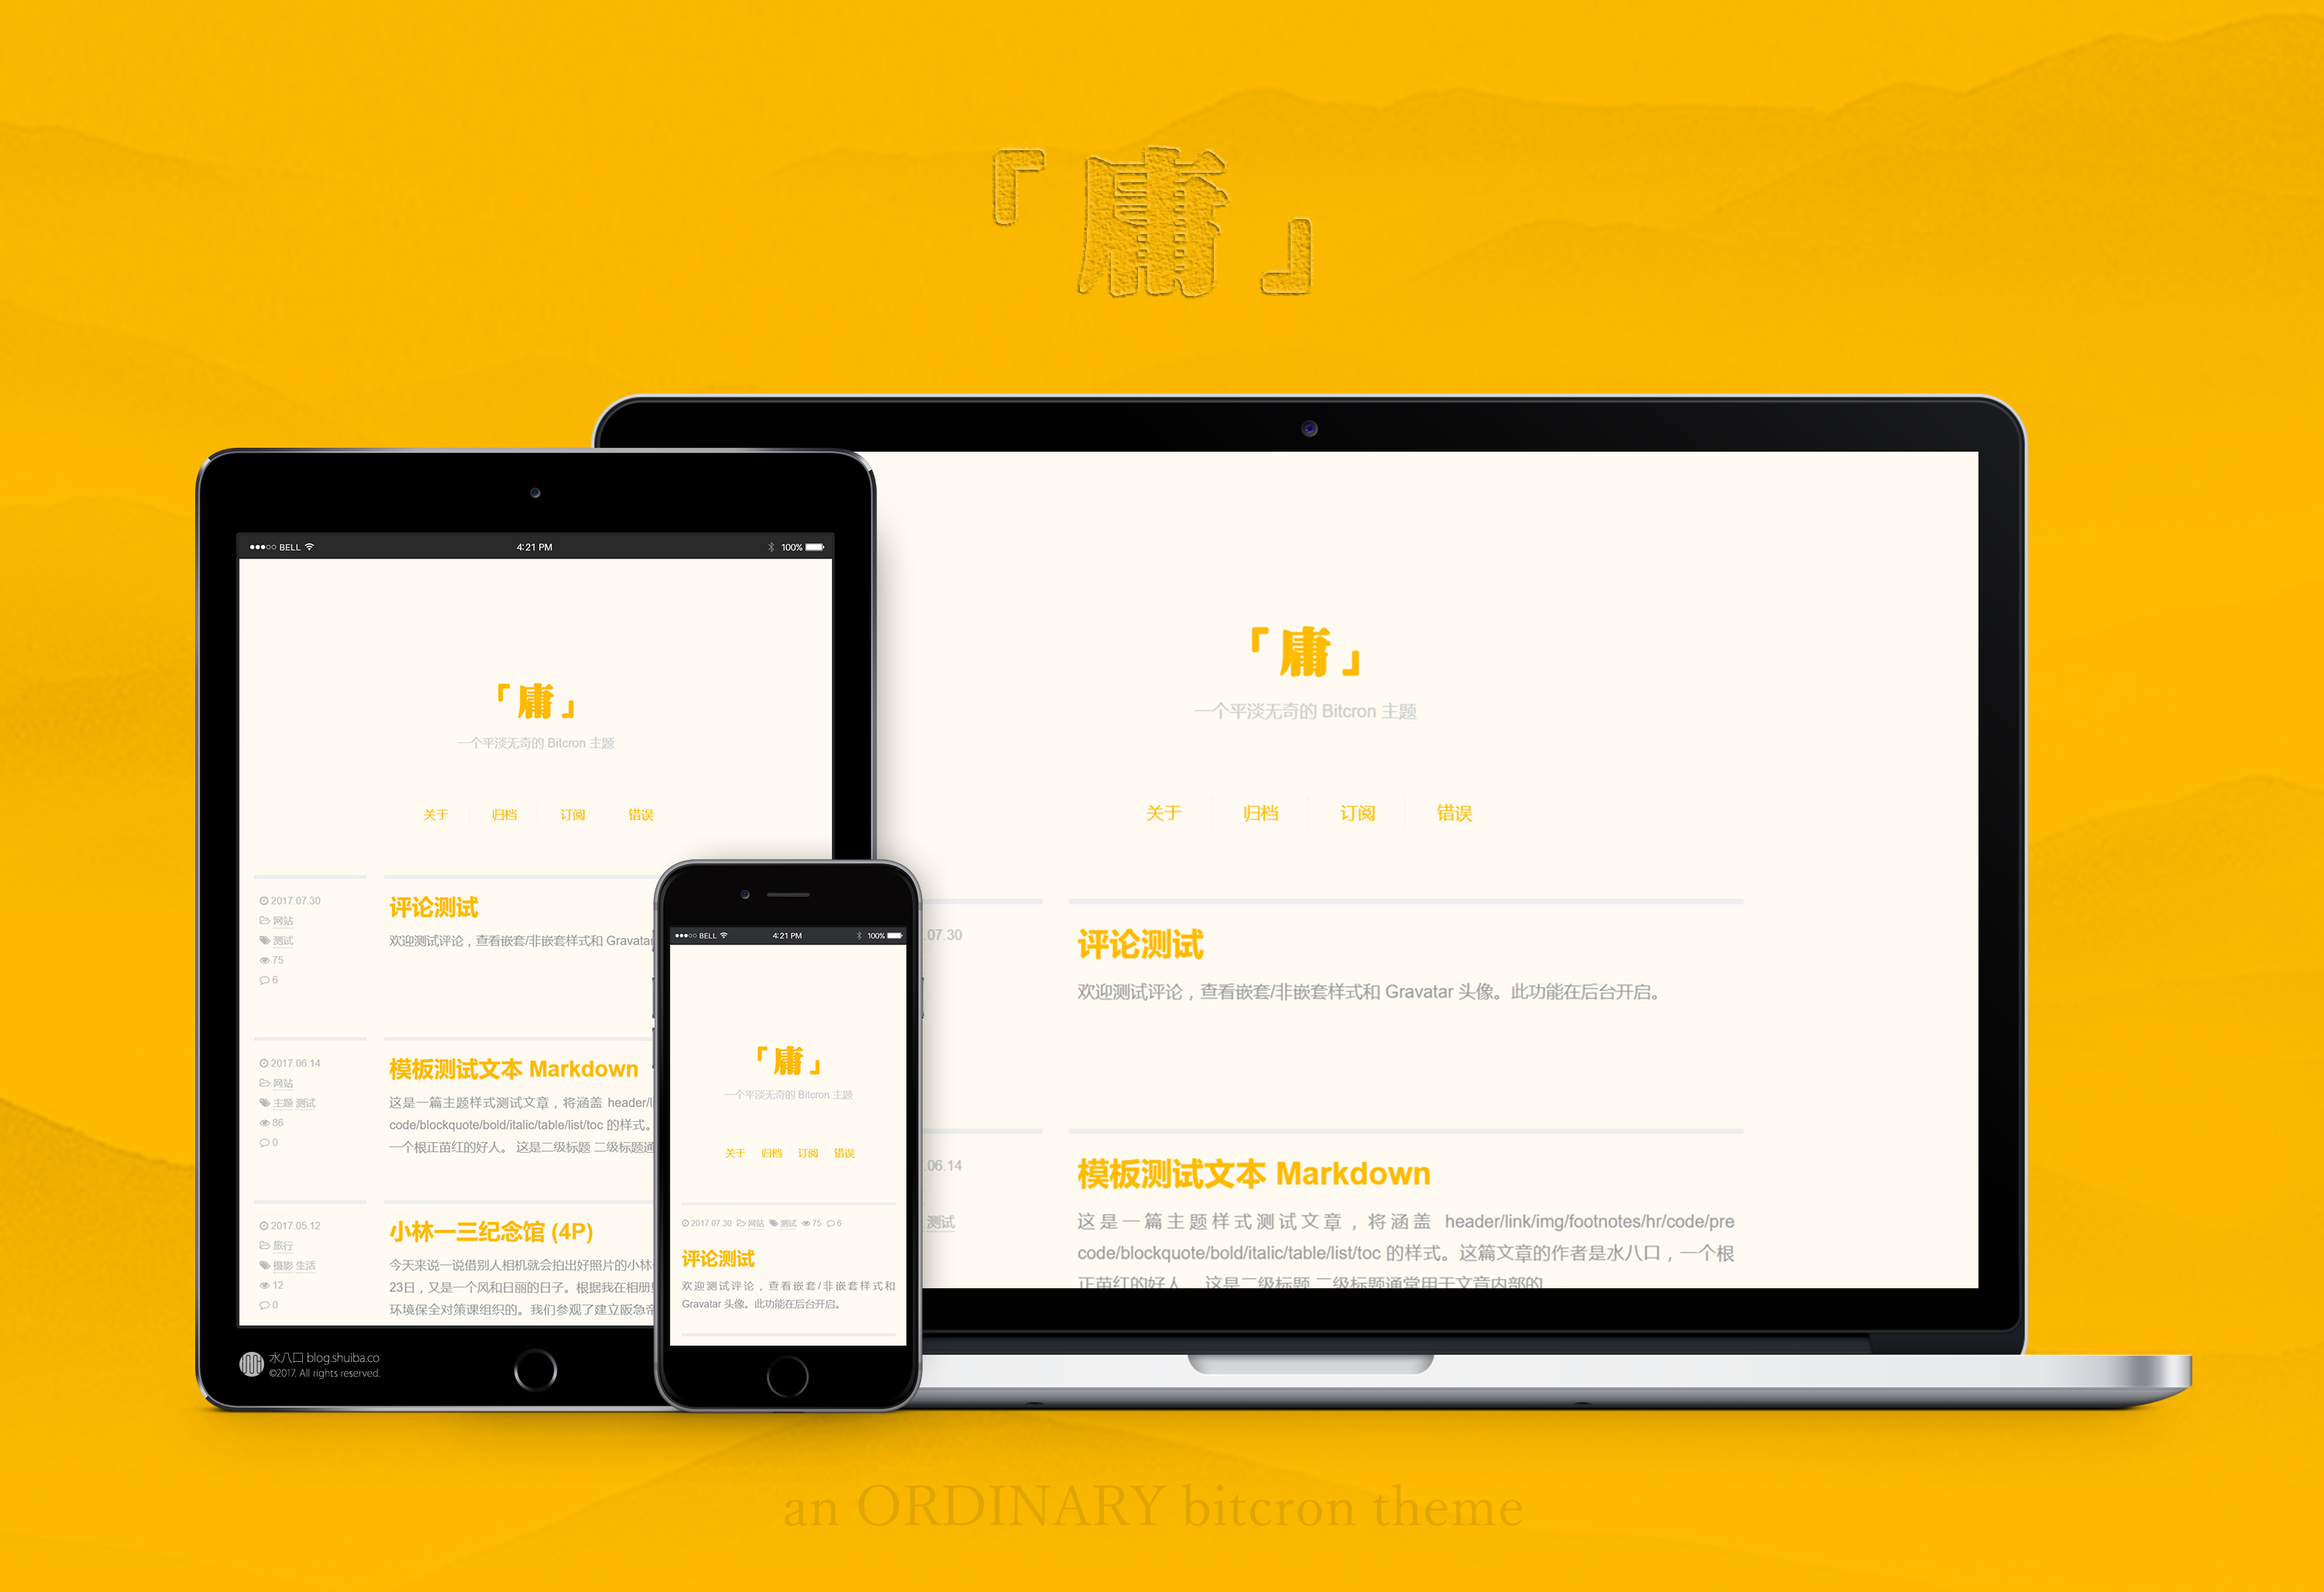 「庸」
●●●○○ BELL 4:21 PM 100%
「庸」
一个平淡无奇的 Bitcron 主题
关于 归档 订阅 错误
2017.07.30
网站
测试
75
6
评论测试
欢迎测试评论，查看嵌套/非嵌套样式和 Gravatar
2017.06.14
网站
主题 测试
86
0
模板测试文本 Markdown
这是一篇主题样式测试文章，将涵盖 header/l
code/blockquote/bold/italic/table/list/toc 的样式。
一个根正苗红的好人。 这是二级标题 二级标题通
2017.05.12
旅行
摄影 生活
12
0
小林一三纪念馆 (4P)
今天来说一说借别人相机就会拍出好照片的小林
23日，又是一个风和日丽的日子。根据我在相册
环境保全对策课组织的。我们参观了建立阪急帝
水八口 blog.shuiba.co
©2017. All rights reserved.
●●●○○ BELL 4:21 PM 100%
「庸」
一个平淡无奇的 Bitcron 主题
关于 归档 订阅 错误
2017.07.30 网站 测试 75 6
评论测试
欢迎测试评论，查看嵌套/非嵌套样式和
Gravatar 头像。此功能在后台开启。
「庸」
一个平淡无奇的 Bitcron 主题
关于 归档 订阅 错误
.07.30
评论测试
欢迎测试评论，查看嵌套/非嵌套样式和 Gravatar 头像。此功能在后台开启。
.06.14
测试
模板测试文本 Markdown
这是一篇主题样式测试文章，将涵盖 header/link/img/footnotes/hr/code/pre
code/blockquote/bold/italic/table/list/toc 的样式。这篇文章的作者是水八口，一个根
正苗红的好人。 这是二级标题 二级标题通常用于文章内部的
an ORDINARY bitcron theme